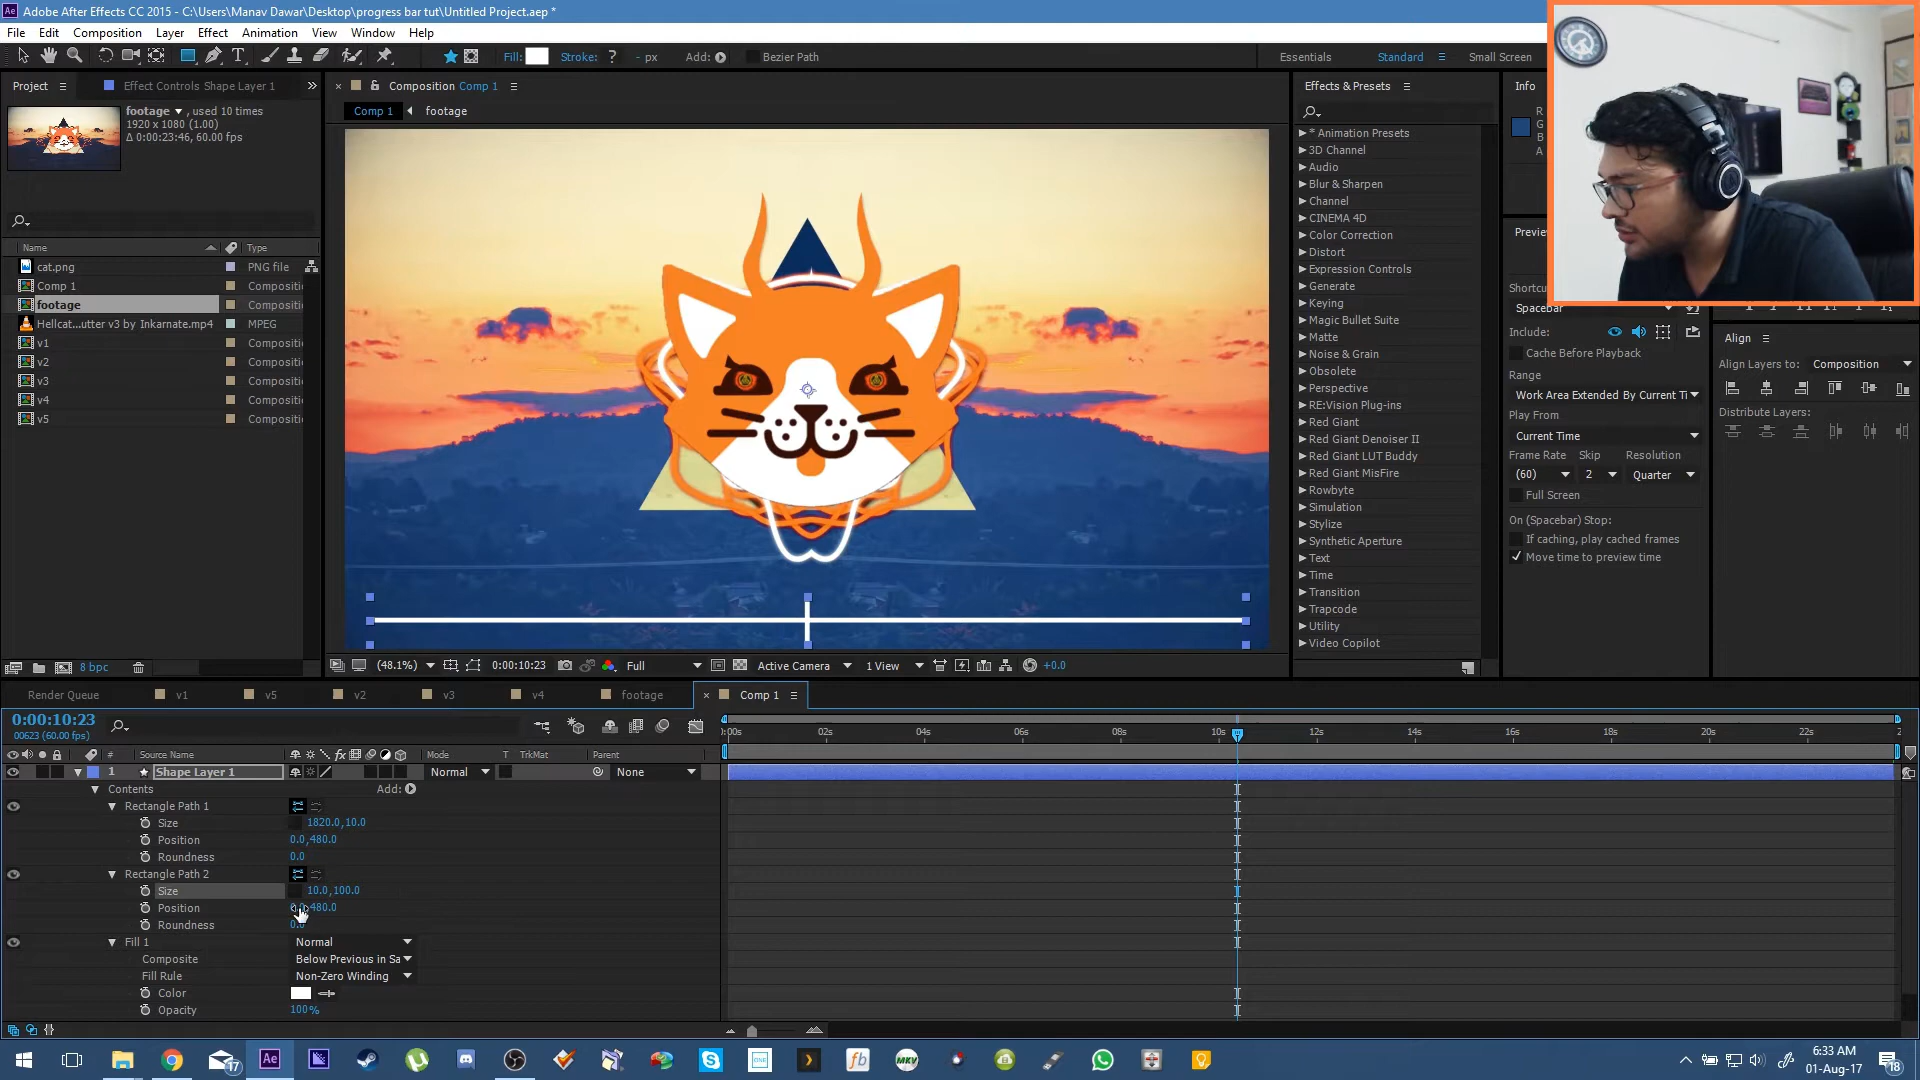 Adobe After Effects CC 2015 - C:\Users\Manav Dawar\Desktop\progress bar tut\Untitled Project.aep *
File Edit Composition Layer Effect Animation View Window Help
Fill: Stroke: ? - px Add: Bezier Path Essentials Standard Small Screen
Project Effect Controls Shape Layer 1
footage , used 10 times
1920 x 1080 (1.00)
Δ 0:00:23:46, 60.00 fps
Name Type
cat.png PNG file
Comp 1 Compositi
footage Compositi
Hellcat...utter v3 by Inkarnate.mp4 MPEG
v1 Compositi
v2 Compositi
v3 Compositi
v4 Compositi
v5 Compositi
8 bpc
Composition Comp 1
Comp 1 footage
(48.1%) 0:00:10:23 Full Active Camera 1 View +0.0
Effects & Presets
* Animation Presets
3D Channel
Audio
Blur & Sharpen
Channel
CINEMA 4D
Color Correction
Distort
Expression Controls
Generate
Keying
Magic Bullet Suite
Matte
Noise & Grain
Obsolete
Perspective
RE:Vision Plug-ins
Red Giant
Red Giant Denoiser II
Red Giant LUT Buddy
Red Giant MisFire
Rowbyte
Simulation
Stylize
Synthetic Aperture
Text
Time
Transition
Trapcode
Utility
Video Copilot
Info
R
G
B
A
Preview
Shortcu
Spacebar
Include:
Cache Before Playback
Range
Work Area Extended By Current Ti
Play From
Current Time
Frame Rate Skip Resolution
(60) 2 Quarter
Full Screen
On (Spacebar) Stop:
If caching, play cached frames
Move time to preview time
Align
Align Layers to: Composition
Distribute Layers:
Render Queue v1 v5 v2 v3 v4 footage Comp 1
0:00:10:23
00623 (60.00 fps)
# Source Name fx Mode T TrkMat Parent
):00s 02s 04s 06s 08s 10s 12s 14s 16s 18s 20s 22s 2
1 Shape Layer 1 Normal None
Contents Add:
Rectangle Path 1
Size 1820.0,10.0
Position 0.0,480.0
Roundness 0.0
Rectangle Path 2
Size 10.0,100.0
Position 0.0,480.0
Roundness 0.0
Fill 1 Normal
Composite Below Previous in Sa
Fill Rule Non-Zero Winding
Color
Opacity 100%
6:33 AM
01-Aug-17
17
18